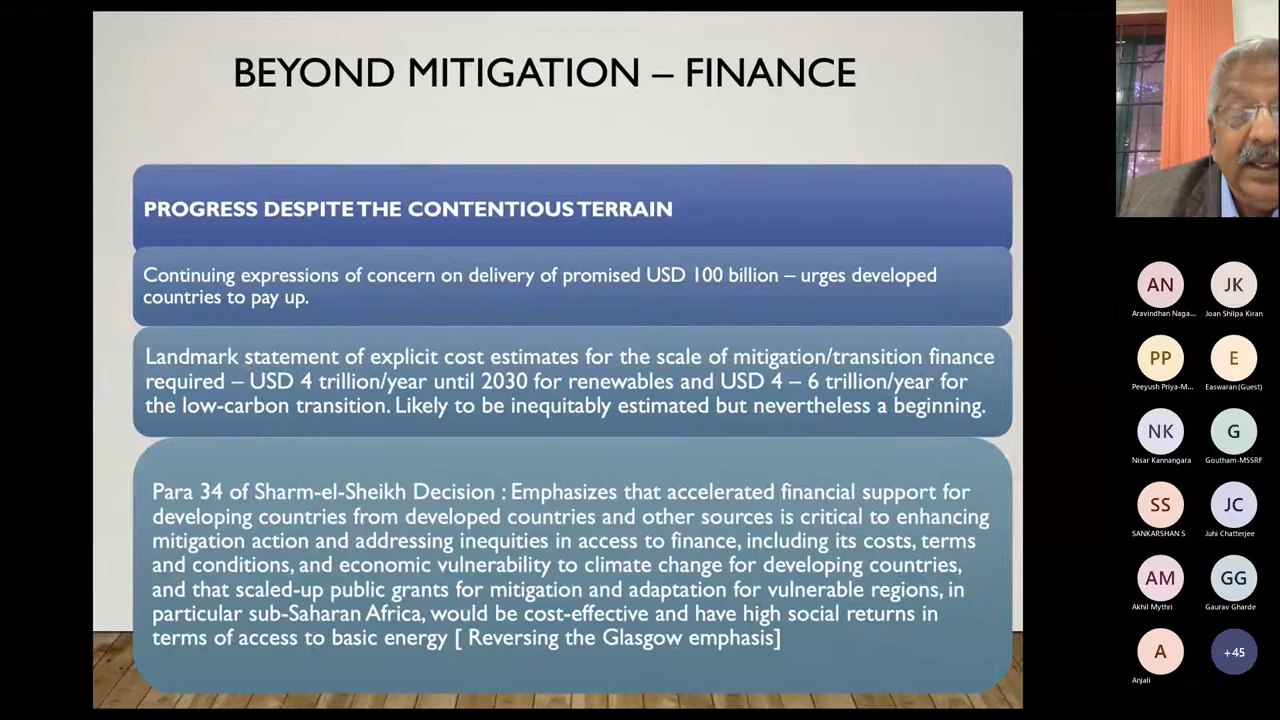 BEYOND MITIGATION – FINANCE
PROGRESS DESPITE THE CONTENTIOUS TERRAIN
Continuing expressions of concern on delivery of promised USD 100 billion – urges developed
countries to pay up.
Landmark statement of explicit cost estimates for the scale of mitigation/transition finance
required – USD 4 trillion/year until 2030 for renewables and USD 4 – 6 trillion/year for
the low-carbon transition. Likely to be inequitably estimated but nevertheless a beginning.
Para 34 of Sharm-el-Sheikh Decision : Emphasizes that accelerated financial support for
developing countries from developed countries and other sources is critical to enhancing
mitigation action and addressing inequities in access to finance, including its costs, terms
and conditions, and economic vulnerability to climate change for developing countries,
and that scaled-up public grants for mitigation and adaptation for vulnerable regions, in
particular sub-Saharan Africa, would be cost-effective and have high social returns in
terms of access to basic energy [ Reversing the Glasgow emphasis]
AN
JK
Aravindhan Naga...
Joan Shilpa Kiran
PP
E
Peeyush Priya-M...
Easwaran (Guest)
NK
G
Nisar Kannangara
Goutham-MSSRF
SS
JC
SANKARSHAN S
Juhi Chatterjee
AM
GG
Akhil Mythri
Gaurav Gharde
A
+45
Anjali